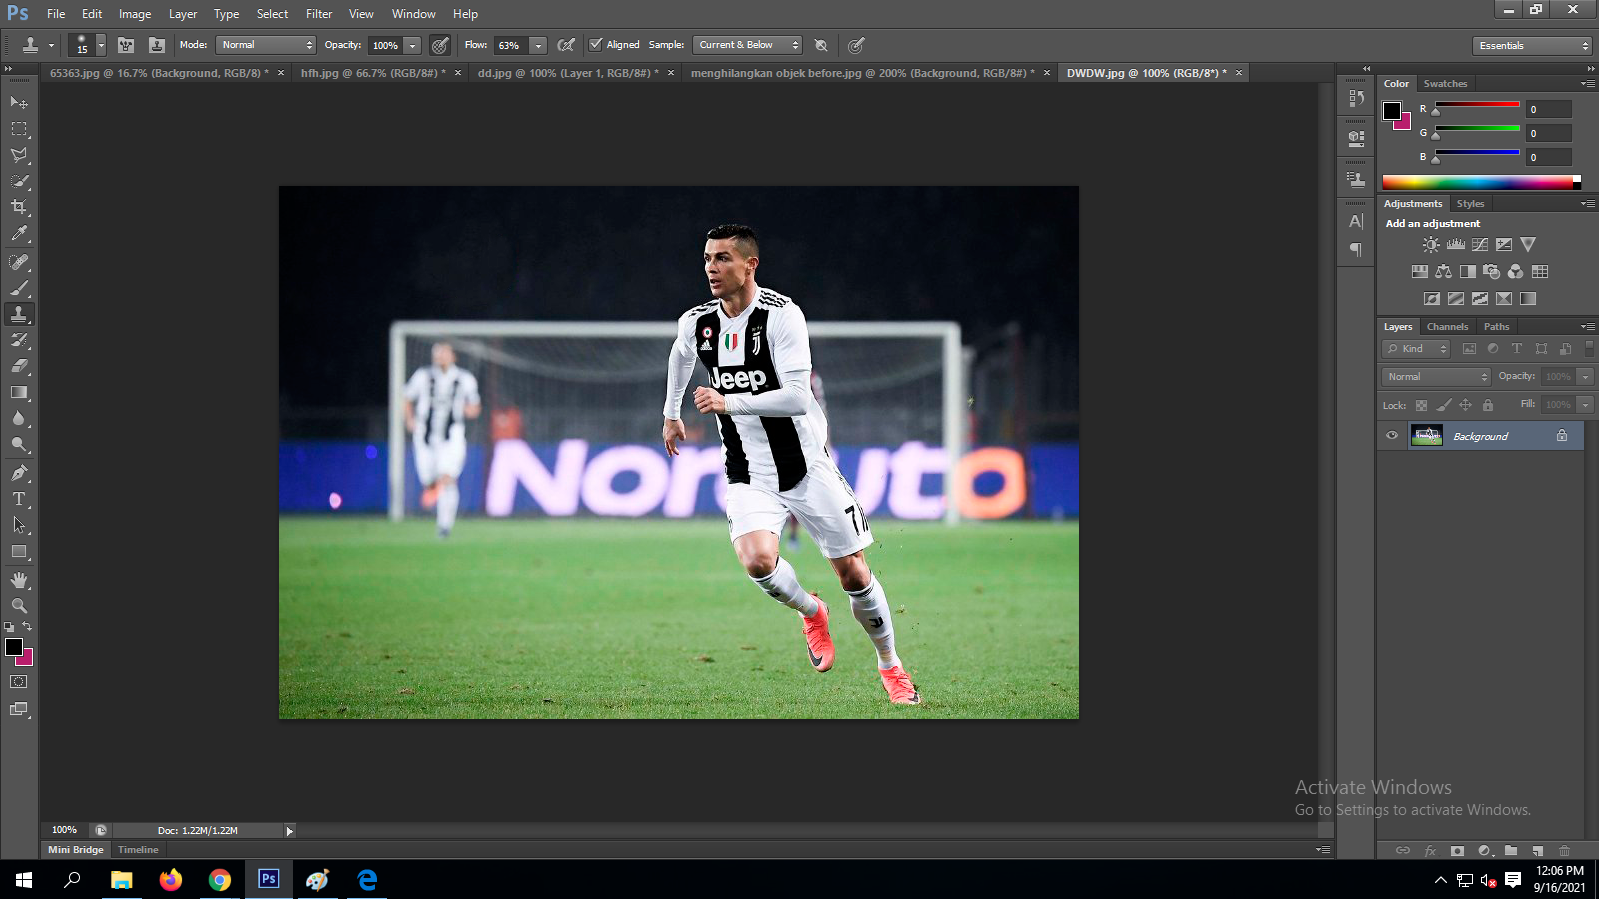 Ps File Edit Image Layer Type Select Filter View Window Help
15 Mode: Normal Opacity: 100% Flow: 63% Aligned Sample: Current & Below Essentials
65363.jpg @ 16.7% (Background, RGB/8) * × hfh.jpg @ 66.7% (RGB/8#) * × dd.jpg @ 100% (Layer 1, RGB/8#) * × menghilangkan objek before.jpg @ 200% (Background, RGB/8#) * × DWDW.jpg @ 100% (RGB/8*) * ×
Color Swatches
R 0
G 0
B 0
Adjustments Styles
Add an adjustment
Layers Channels Paths
Kind
Normal Opacity: 100%
Lock: Fill: 100%
Background
Jeep
7
Activate Windows
Go to Settings to activate Windows.
100% Doc: 1.22M/1.22M
Mini Bridge Timeline
Ps
12:06 PM
9/16/2021